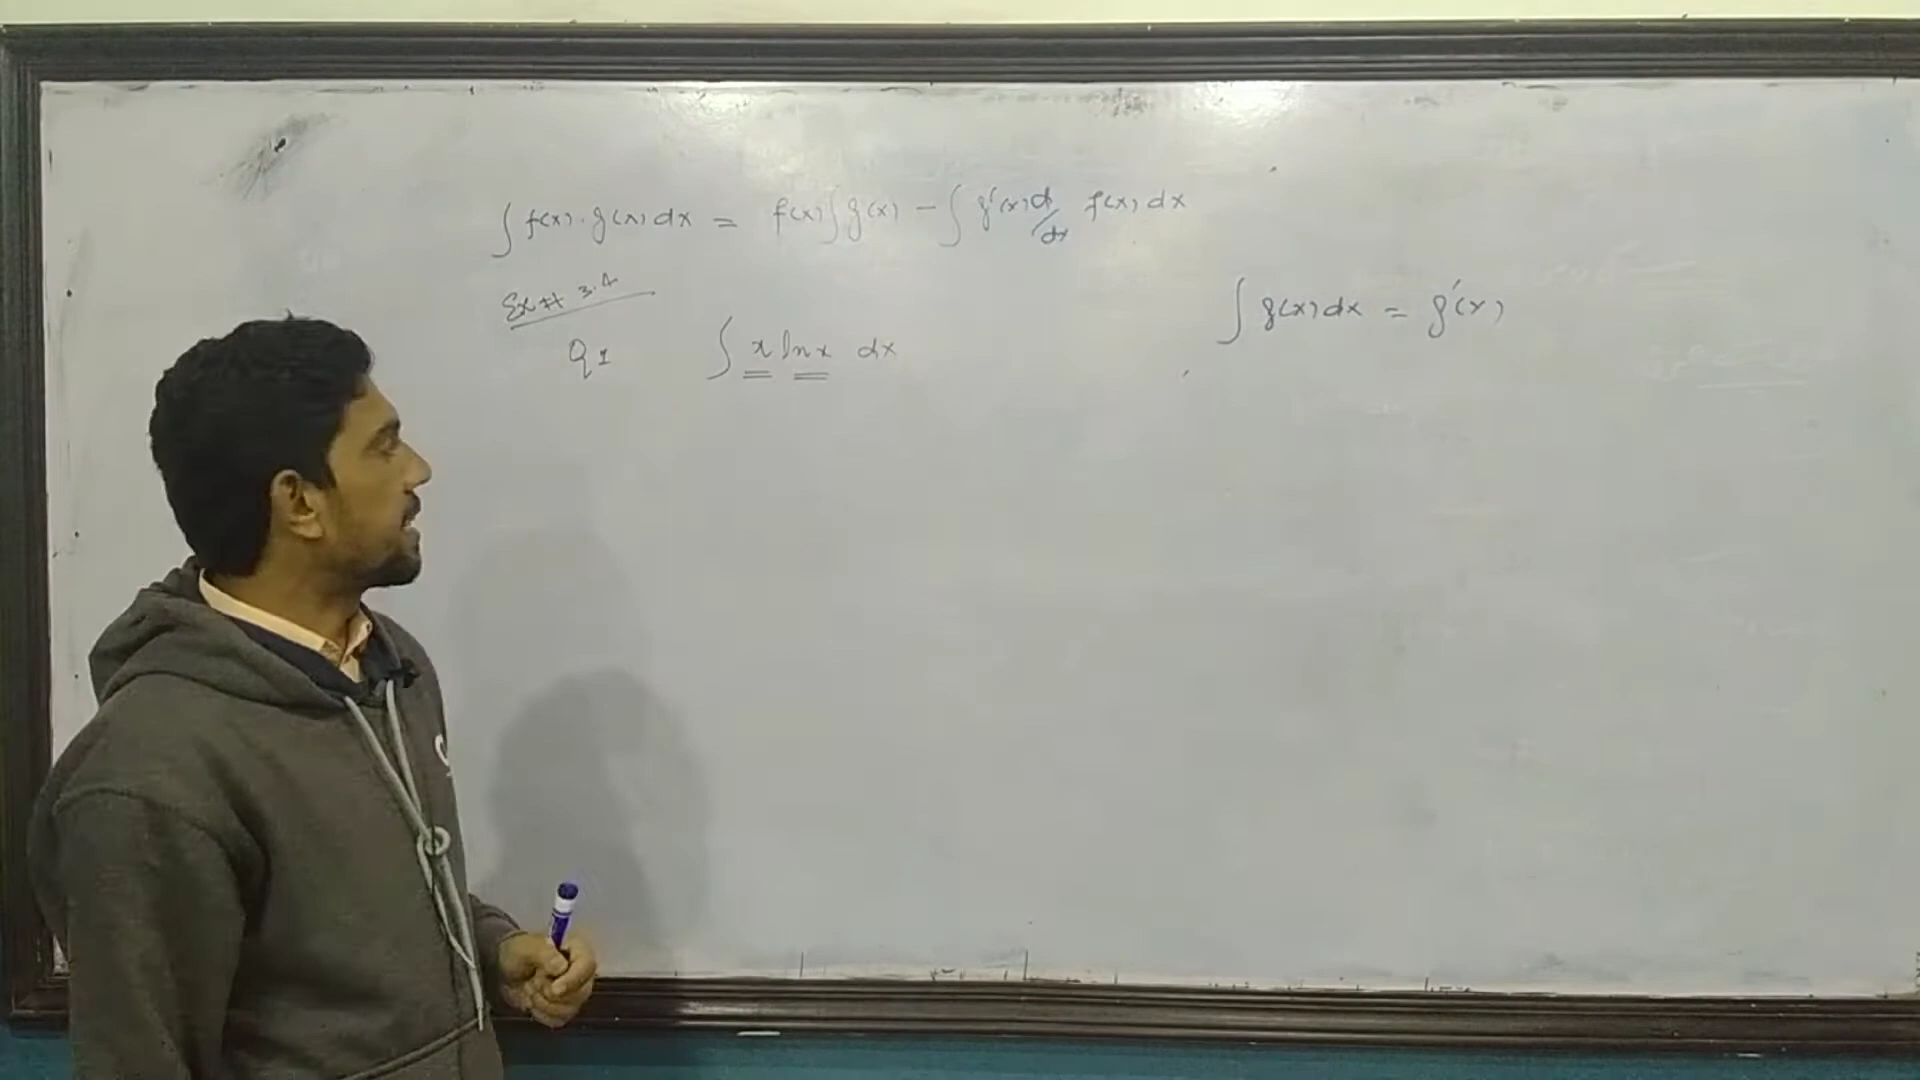 ∫ f(x).g(x) dx = f(x) ∫ g(x) − ∫ g'(x) d/dx f(x) dx
Ex # 3.4
∫ g(x) dx = g'(x)
Q1 ∫ x ln x dx